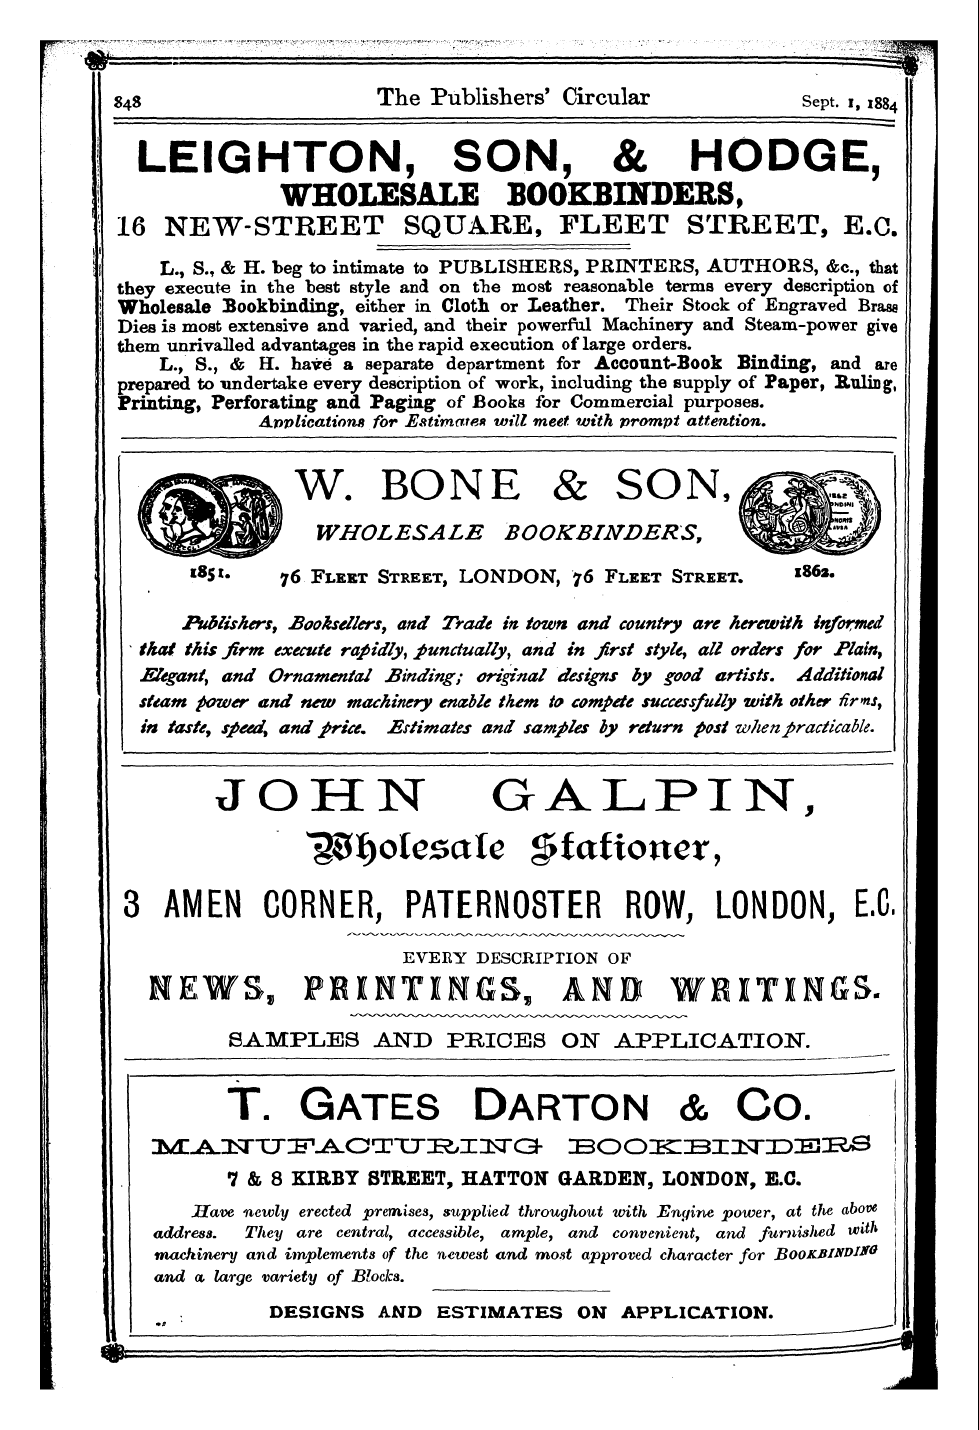 848 The Publishers' Circular Sept. 1, 1884
LEIGHTON, SON, & HODGE,
WHOLESALE BOOKBINDERS,
16 NEW-STREET SQUARE, FLEET STREET, E.C.
L., S., & H. beg to intimate to PUBLISHERS, PRINTERS, AUTHORS, &c., that
they execute in the best style and on the most reasonable terms every description of
Wholesale Bookbinding, either in Cloth or Leather. Their Stock of Engraved Brass
Dies is most extensive and varied, and their powerful Machinery and Steam-power give
them unrivalled advantages in the rapid execution of large orders.
L., S., & H. have a separate department for Account-Book Binding, and are
prepared to undertake every description of work, including the supply of Paper, Ruling,
Printing, Perforating and Paging of Books for Commercial purposes.
Applications for Estimates will meet with prompt attention.
W. BONE & SON,
WHOLESALE BOOKBINDERS,
1851. 76 FLEET STREET, LONDON, 76 FLEET STREET. 1862.
Publishers, Booksellers, and Trade in town and country are herewith informed
that this firm execute rapidly, punctually, and in first style, all orders for Plain,
Elegant, and Ornamental Binding; original designs by good artists. Additional
steam power and new machinery enable them to compete successfully with other firms,
in taste, speed, and price. Estimates and samples by return post when practicable.
JOHN GALPIN,
Wholesale Stationer,
3 AMEN CORNER, PATERNOSTER ROW, LONDON, E.C.
EVERY DESCRIPTION OF
NEWS, PRINTINGS, AND WRITINGS.
SAMPLES AND PRICES ON APPLICATION.
T. GATES DARTON & CO.
MANUFACTURING BOOKBINDERS
7 & 8 KIRBY STREET, HATTON GARDEN, LONDON, E.C.
Have newly erected premises, supplied throughout with Engine power, at the above
address. They are central, accessible, ample, and convenient, and furnished with
machinery and implements of the newest and most approved character for BOOKBINDING
and a large variety of Blocks.
DESIGNS AND ESTIMATES ON APPLICATION.